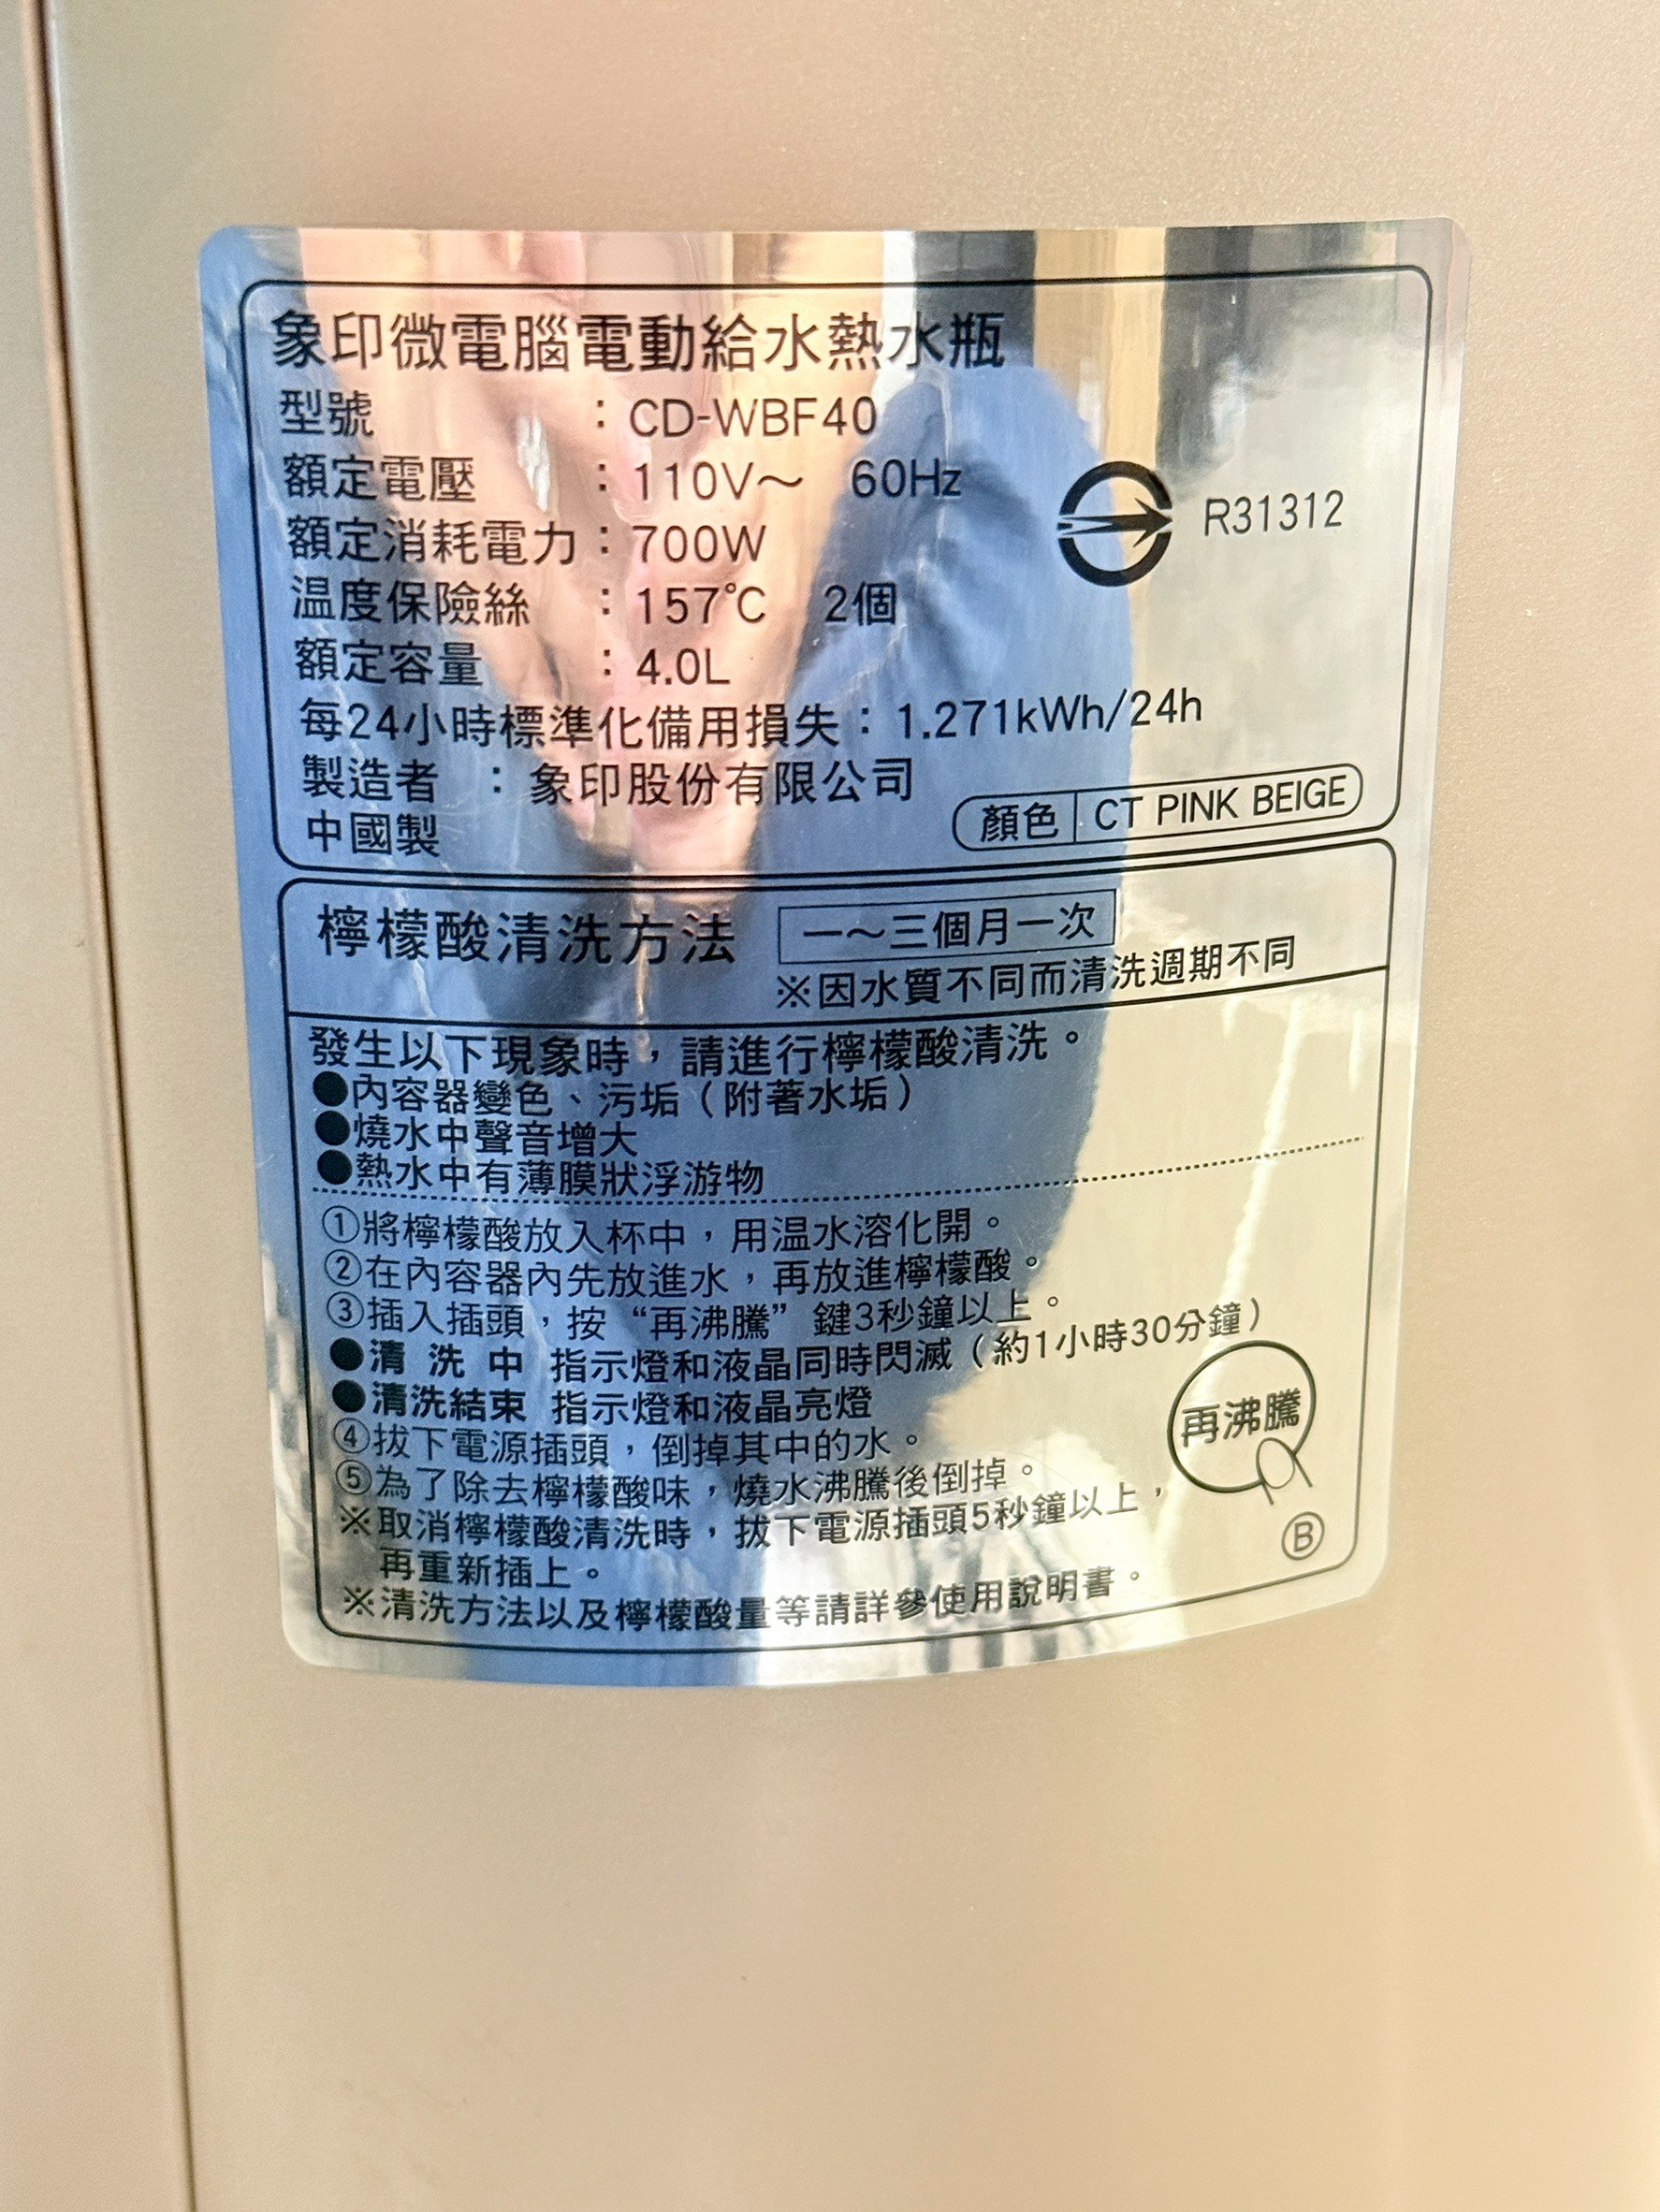 象印微電腦電動給水熱水瓶
型號：CD-WBF40
額定電壓：110V～ 60Hz
R31312
額定消耗電力：700W
温度保險絲：157℃ 2個
額定容量：4.0L
每24小時標準化備用損失：1.271kWh/24h
製造者：象印股份有限公司
中國製
顏色 CT PINK BEIGE
檸檬酸清洗方法 一～三個月一次
※因水質不同而清洗週期不同
發生以下現象時，請進行檸檬酸清洗。
●內容器變色、污垢（附著水垢）
●燒水中聲音增大
●熱水中有薄膜狀浮游物
①將檸檬酸放入杯中，用温水溶化開。
②在內容器內先放進水，再放進檸檬酸。
③插入插頭，按“再沸騰”鍵3秒鐘以上。
●清洗中 指示燈和液晶同時閃滅（約1小時30分鐘）
●清洗結束 指示燈和液晶亮燈
④拔下電源插頭，倒掉其中的水。
⑤為了除去檸檬酸味，燒水沸騰後倒掉。
※取消檸檬酸清洗時，拔下電源插頭5秒鐘以上，
再重新插上。
※清洗方法以及檸檬酸量等請詳參使用說明書。
再沸騰
Ⓑ